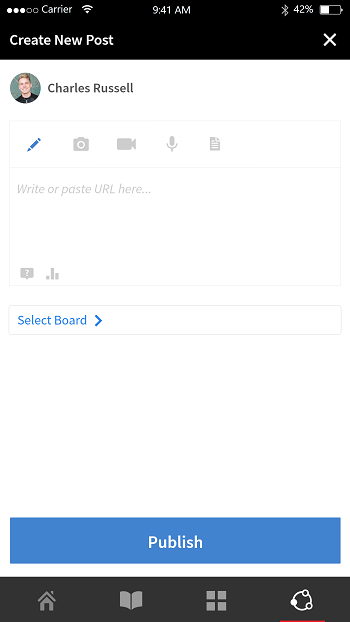 Carrier 9:41 AM 42%
Create New Post
Charles Russell
Write or paste URL here...
?
Select Board
Publish